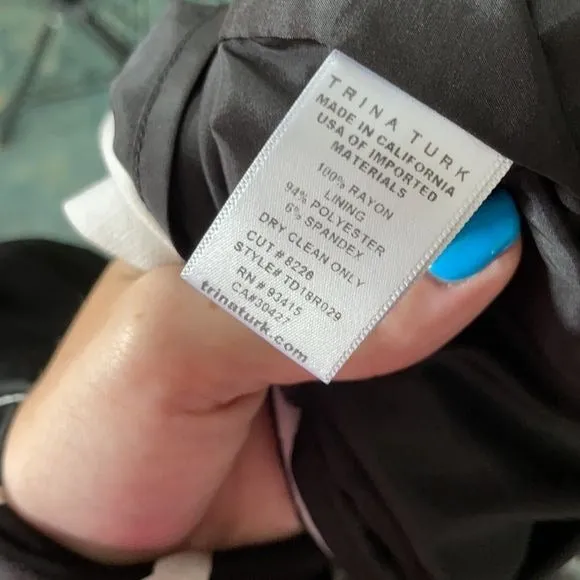 TRINA TURK
MADE IN CALIFORNIA
USA OF IMPORTED
MATERIALS
100% RAYON
LINING
94% POLYESTER
6% SPANDEX
DRY CLEAN ONLY
CUT # 8226
STYLE# TD18R029
RN # 93415
CA#30427
trinaturk.com